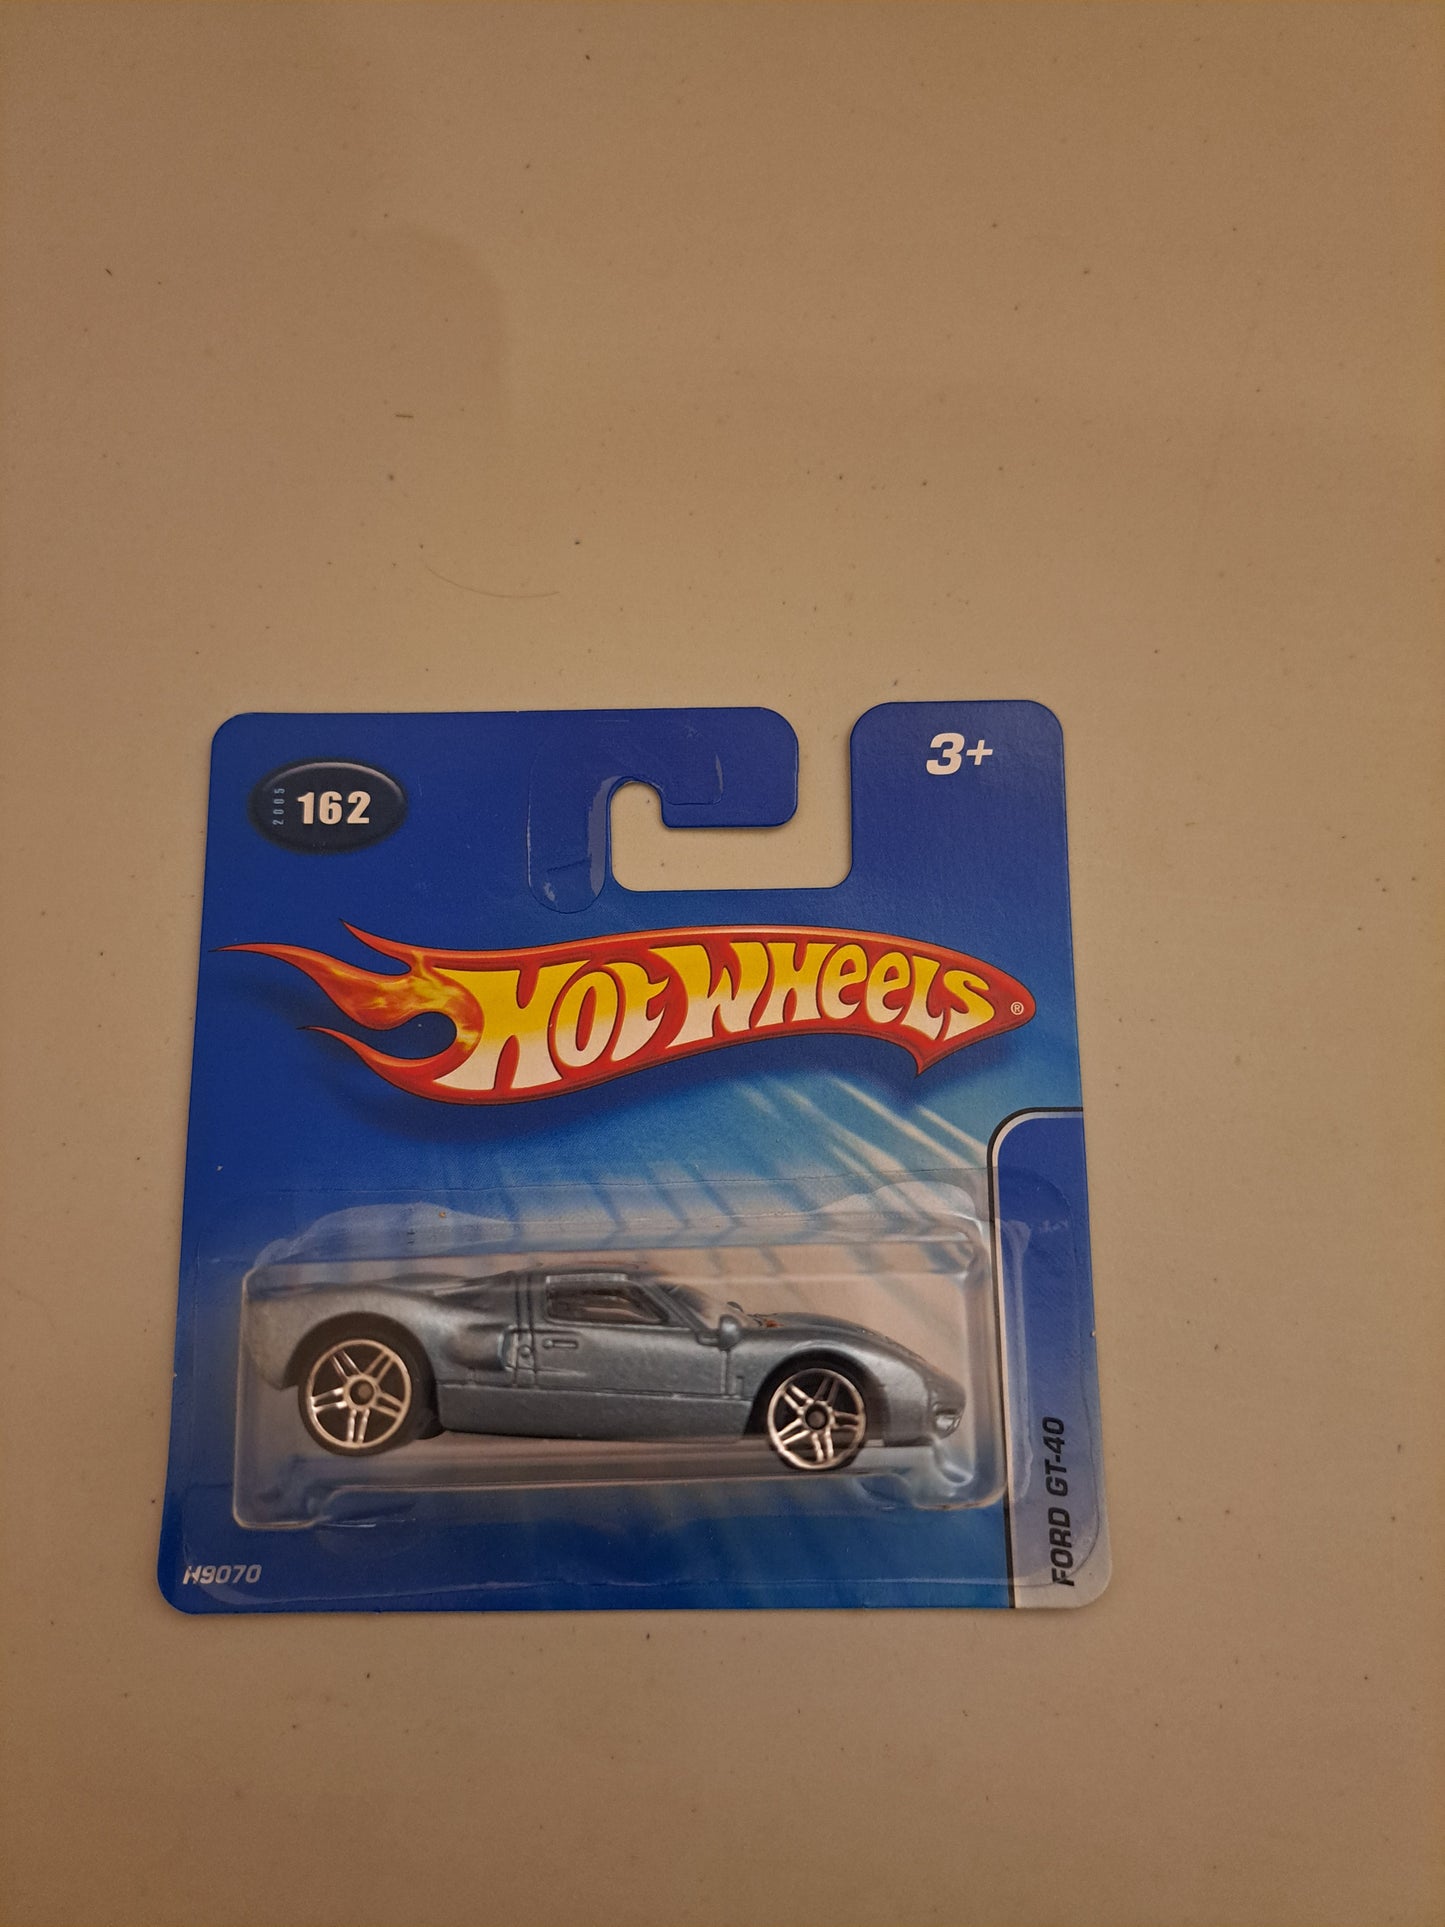 3+
2005
162
HOT WHEELS®
FORD GT-40
H9070